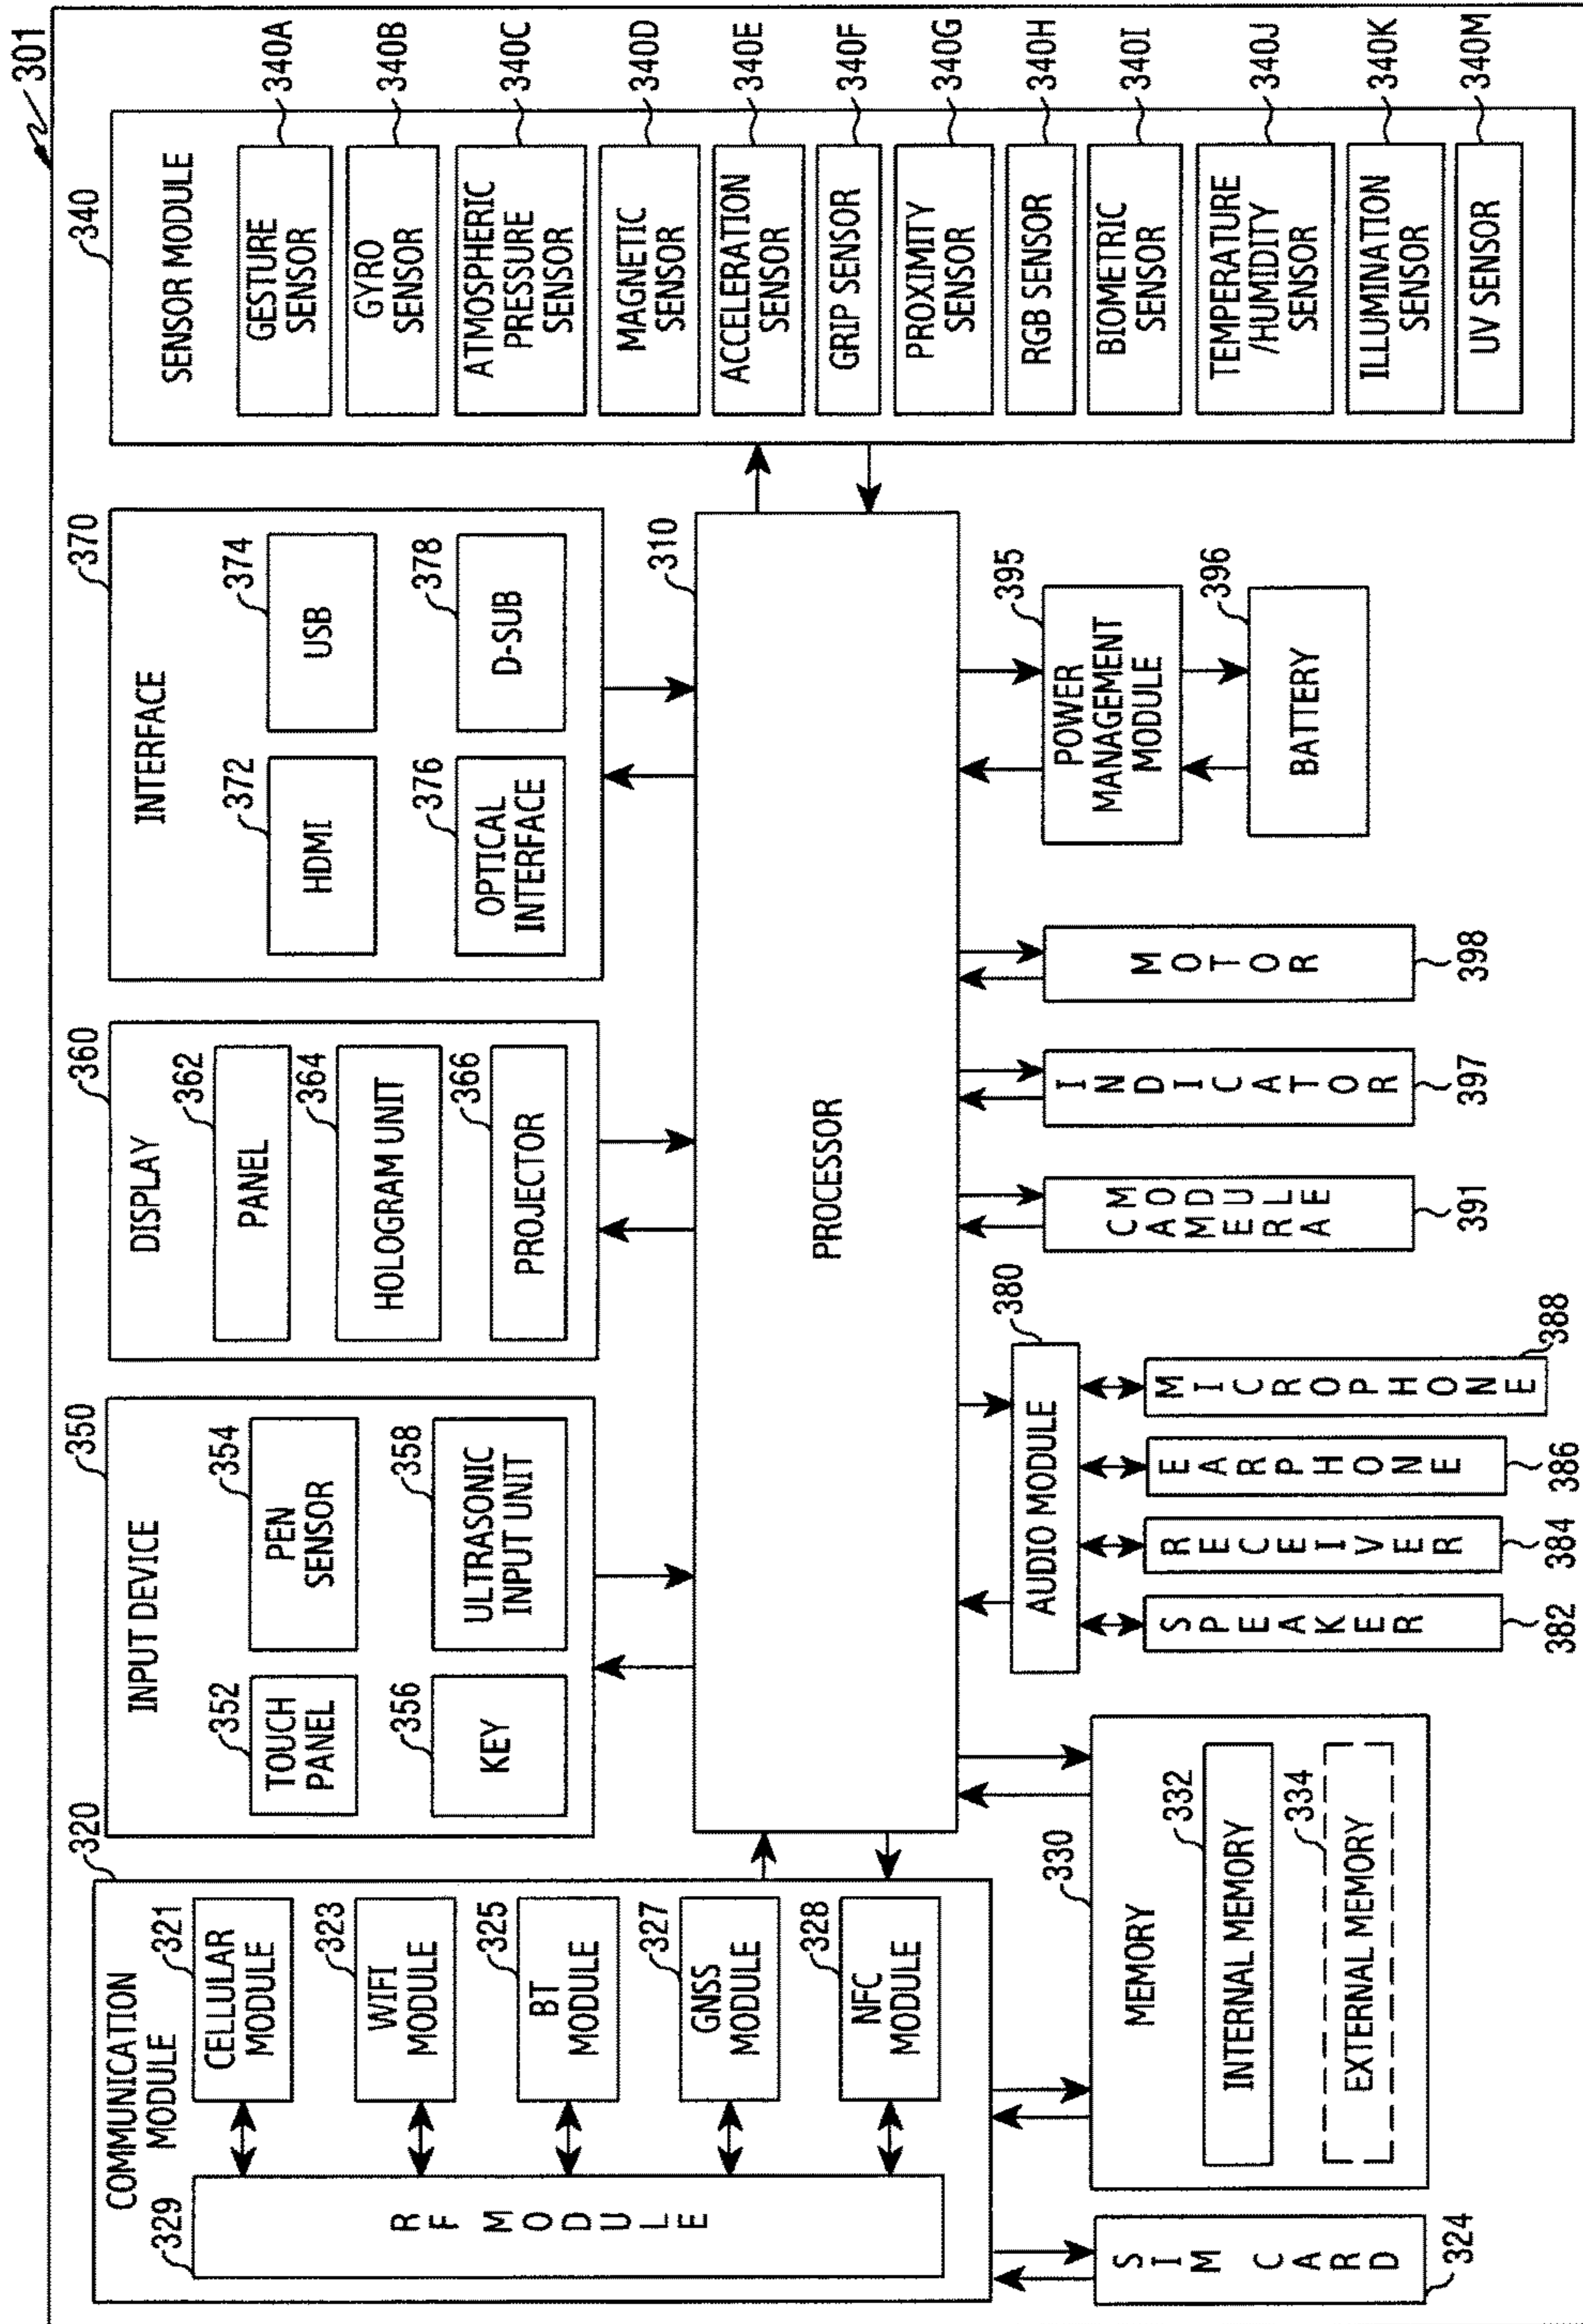 301
320
COMMUNICATION
MODULE
329
RF MODULE
321
CELLULAR
MODULE
323
WIFI
MODULE
325
BT
MODULE
327
GNSS
MODULE
328
NFC
MODULE
350
INPUT DEVICE
352
TOUCH
PANEL
354
PEN
SENSOR
356
KEY
358
ULTRASONIC
INPUT UNIT
360
DISPLAY
362
PANEL
364
HOLOGRAM UNIT
366
PROJECTOR
370
INTERFACE
372
HDMI
374
USB
376
OPTICAL
INTERFACE
378
D-SUB
340
SENSOR MODULE
GESTURE
SENSOR
340A
GYRO
SENSOR
340B
ATMOSPHERIC
PRESSURE
SENSOR
340C
MAGNETIC
SENSOR
340D
ACCELERATION
SENSOR
340E
GRIP SENSOR
340F
PROXIMITY
SENSOR
340G
RGB SENSOR
340H
BIOMETRIC
SENSOR
340I
TEMPERATURE
/HUMIDITY
SENSOR
340J
ILLUMINATION
SENSOR
340K
UV SENSOR
340M
310
PROCESSOR
SIM CARD
324
330
MEMORY
332
INTERNAL MEMORY
334
EXTERNAL MEMORY
380
AUDIO MODULE
SPEAKER
382
RECEIVER
384
EARPHONE
386
MICROPHONE
388
CAMERA
MODULE
391
INDICATOR
397
MOTOR
398
395
POWER
MANAGEMENT
MODULE
396
BATTERY